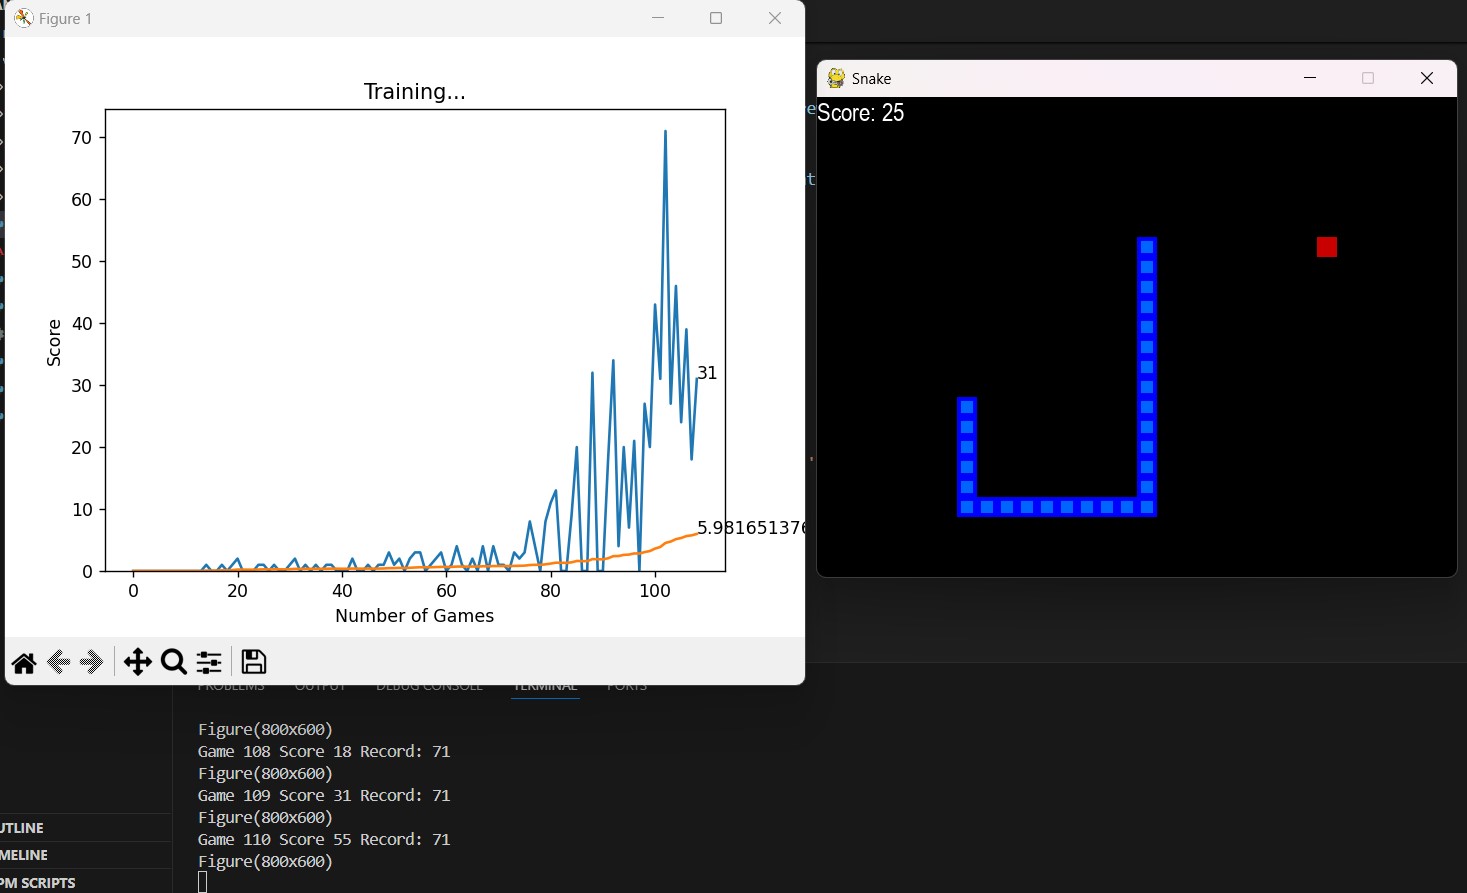 Figure 1
Training...
70
60
50
40
30
20
10
0
Score
31
5.981651376
0
20
40
60
80
100
Number of Games
Snake
Score: 25
PROBLEMS OUTPUT DEBUG CONSOLE TERMINAL PORTS
Figure(800x600)
Game 108 Score 18 Record: 71
Figure(800x600)
Game 109 Score 31 Record: 71
Figure(800x600)
Game 110 Score 55 Record: 71
Figure(800x600)
UTLINE
MELINE
PM SCRIPTS